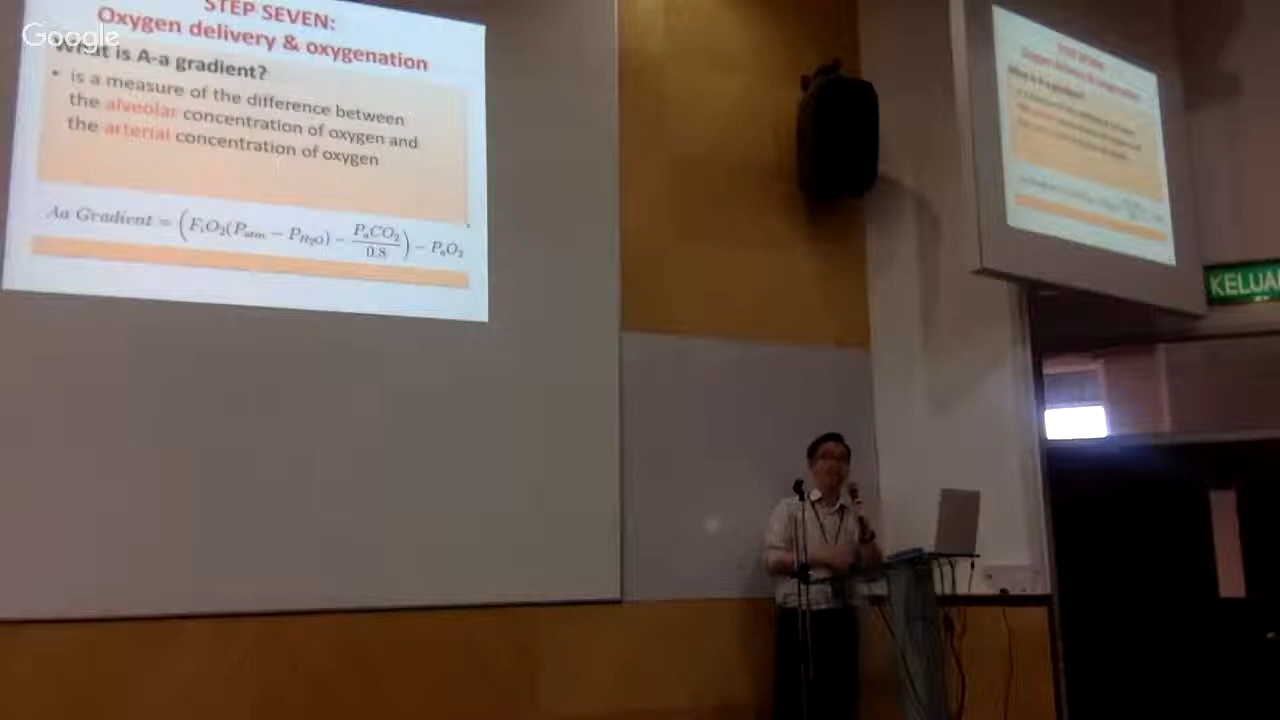 Google
STEP SEVEN:
Oxygen delivery & oxygenation
What is A-a gradient?
• is a measure of the difference between
the alveolar concentration of oxygen and
the arterial concentration of oxygen
Aa Gradient = (FiO2(Patm − PH2O) − PaCO2/0.8) − PaO2
KELUA